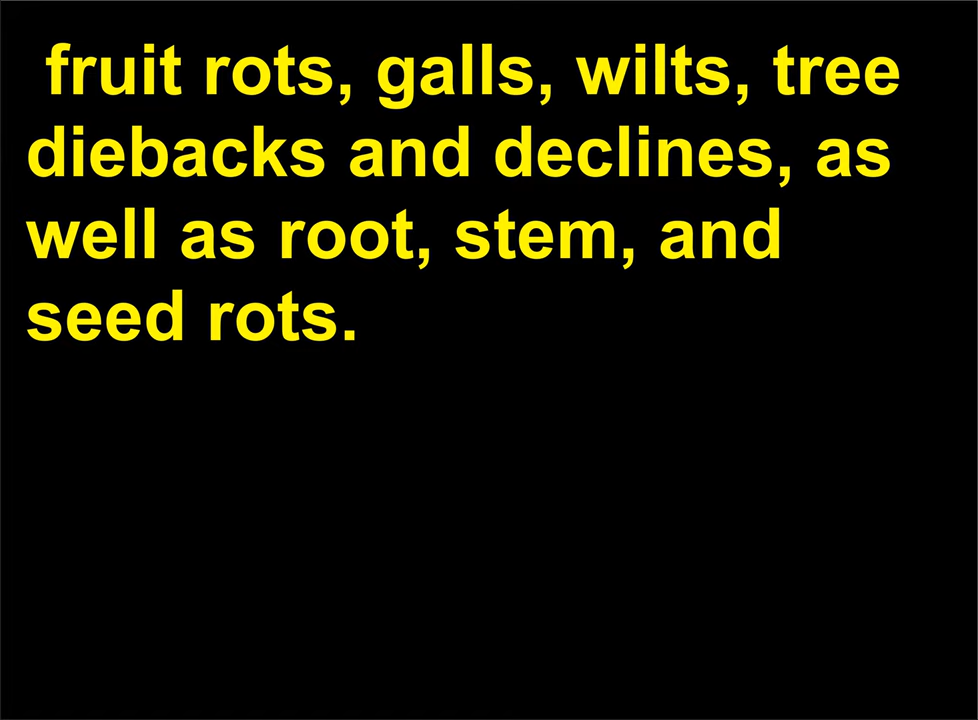 fruit rots, galls, wilts, tree
diebacks and declines, as
well as root, stem, and
seed rots.